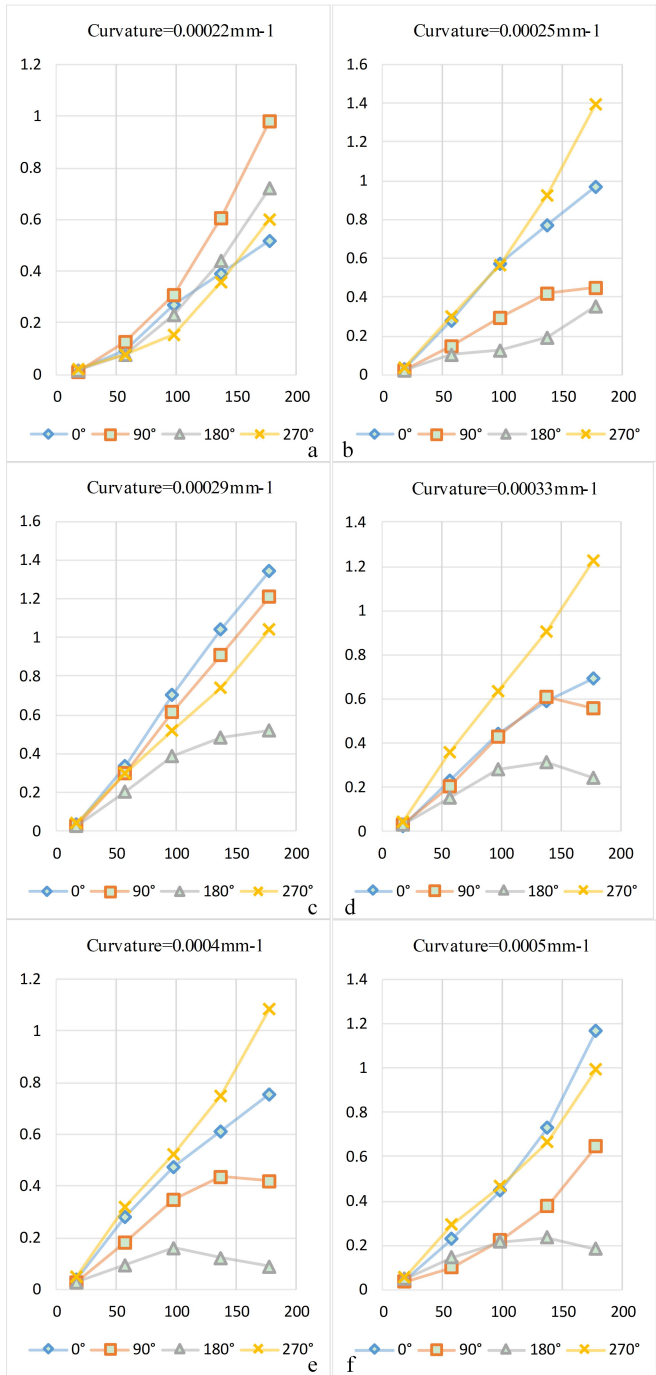 Curvature=0.00022mm-1
1.2
1
0.8
0.6
0.4
0.2
0
0 50 100 150 200
0° 90° 180° 270°
a
Curvature=0.00025mm-1
1.6
1.4
1.2
1
0.8
0.6
0.4
0.2
0
0 50 100 150 200
0° 90° 180° 270°
b
Curvature=0.00029mm-1
1.6
1.4
1.2
1
0.8
0.6
0.4
0.2
0
0 50 100 150 200
0° 90° 180° 270°
c
Curvature=0.00033mm-1
1.4
1.2
1
0.8
0.6
0.4
0.2
0
0 50 100 150 200
0° 90° 180° 270°
d
Curvature=0.0004mm-1
1.2
1
0.8
0.6
0.4
0.2
0
0 50 100 150 200
0° 90° 180° 270°
e
Curvature=0.0005mm-1
1.4
1.2
1
0.8
0.6
0.4
0.2
0
0 50 100 150 200
0° 90° 180° 270°
f